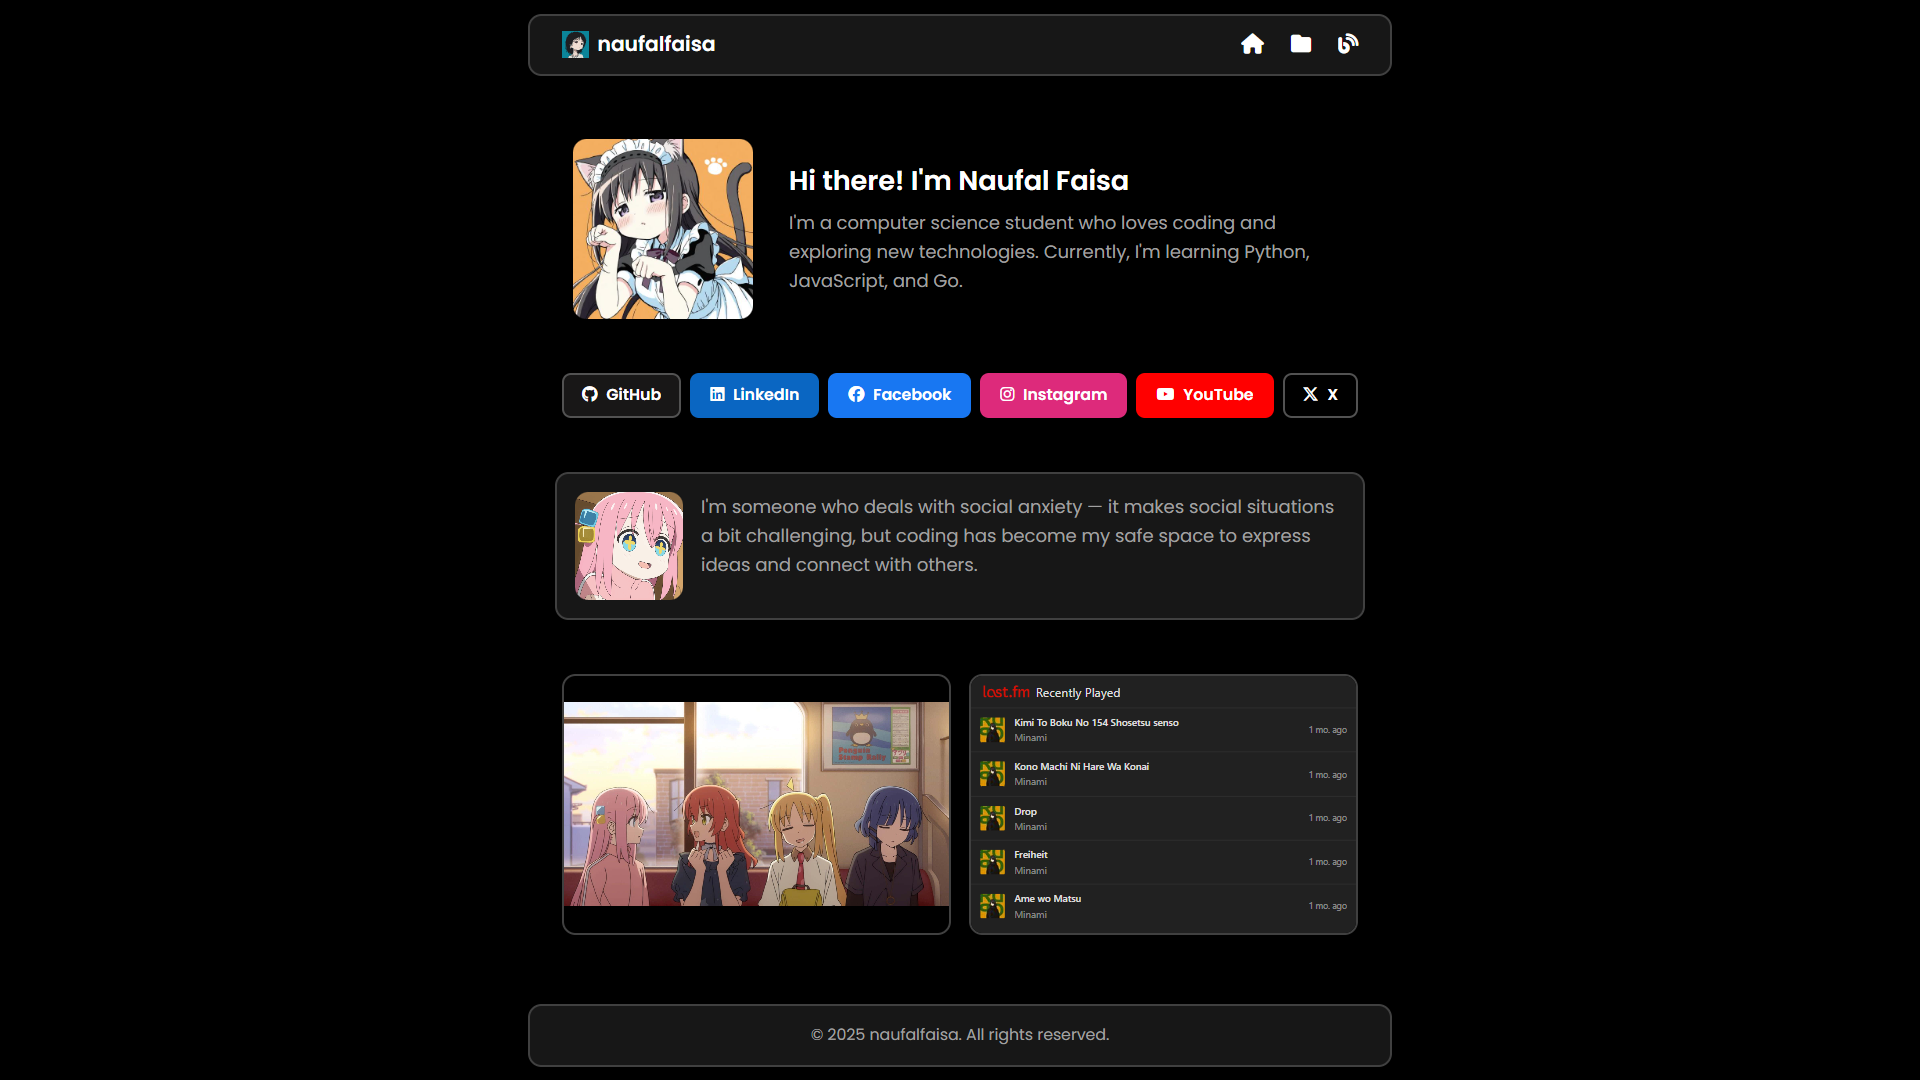 naufalfaisa
Hi there! I'm Naufal Faisa
I'm a computer science student who loves coding and
exploring new technologies. Currently, I'm learning Python,
JavaScript, and Go.
GitHub
LinkedIn
Facebook
Instagram
YouTube
X
I'm someone who deals with social anxiety — it makes social situations
a bit challenging, but coding has become my safe space to express
ideas and connect with others.
Penguin
Stamp Rally
last.fm Recently Played
Kimi To Boku No 154 Shosetsu senso
Minami
1 mo. ago
Kono Machi Ni Hare Wa Konai
Minami
1 mo. ago
Drop
Minami
1 mo. ago
Freiheit
Minami
1 mo. ago
Ame wo Matsu
Minami
1 mo. ago
© 2025 naufalfaisa. All rights reserved.